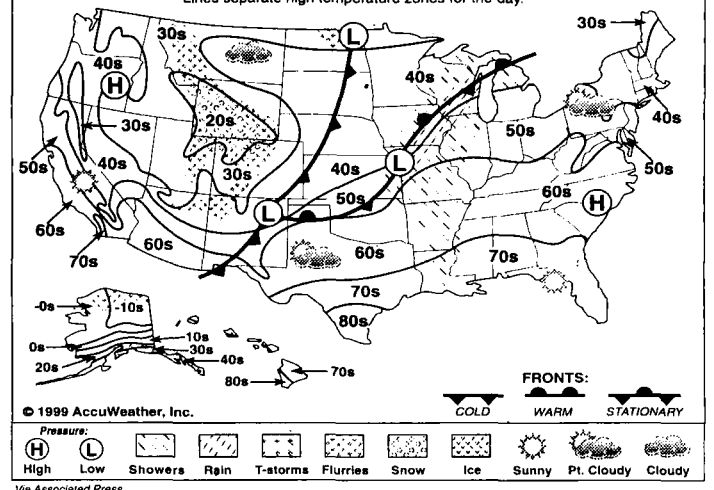 Lines separate high temperature zones for the day.
30s
L
30s
40s
H
40s
20s
30s
50s
40s
40s
50s
40s
30s
L
50s
60s
H
60s
70s
60s
L
60s
70s
70s
80s
-0s
-10s
0s
10s
30s
20s
40s
70s
80s
FRONTS:
COLD WARM STATIONARY
© 1999 AccuWeather, Inc.
Pressure:
H L
High Low Showers Rain T-storms Flurries Snow Ice Sunny Pt. Cloudy Cloudy
Via Associated Press